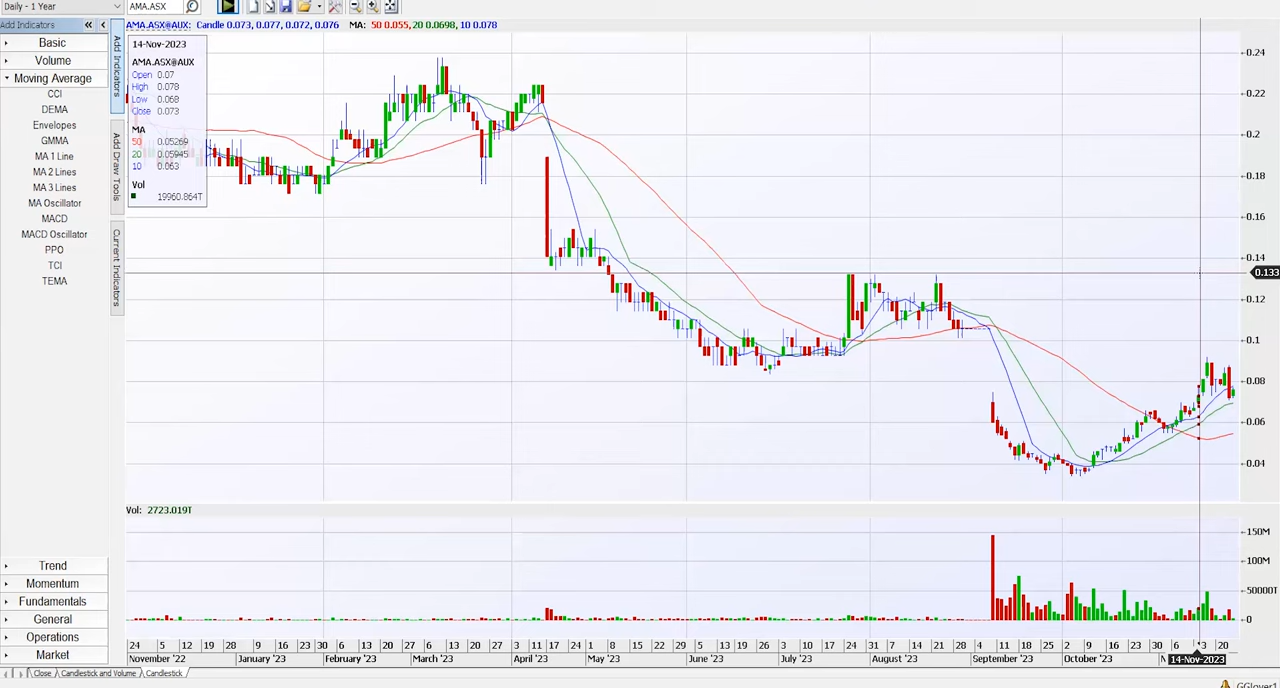 Daily - 1 Year
AMA.ASX
Add Indicators
AMA.ASX@AUX: Candle 0.073, 0.077, 0.072, 0.076 MA: 50 0.055, 20 0.0698, 10 0.078
Basic
Volume
Moving Average
CCI
DEMA
Envelopes
GMMA
MA 1 Line
MA 2 Lines
MA 3 Lines
MA Oscillator
MACD
MACD Oscillator
PPO
TCI
TEMA
Trend
Momentum
Fundamentals
General
Operations
Market
Add Indicators
Add Draw Tools
Current Indicators
14-Nov-2023
AMA.ASX@AUX
Open 0.07
High 0.078
Low 0.068
Close 0.073
MA
50 0.05269
20 0.05945
10 0.063
Vol
19960.864T
0.24
0.22
0.2
0.18
0.16
0.14
0.133
0.12
0.1
0.08
0.06
0.04
Vol: 2723.019T
150M
100M
50000T
0
24 5 12 19 28 9 16 23 30 6 13 20 27 6 13 20 27 3 11 17 24 1 8 15 22 29 5 13 19 26 3 10 17 24 31 7 14 21 28 4 11 18 25 2 9 16 23 30 6 3 20
November '22 January '23 February '23 March '23 April '23 May '23 June '23 July '23 August '23 September '23 October '23 N 14-Nov-2023
Close Candlestick and Volume Candlestick
GGlover1